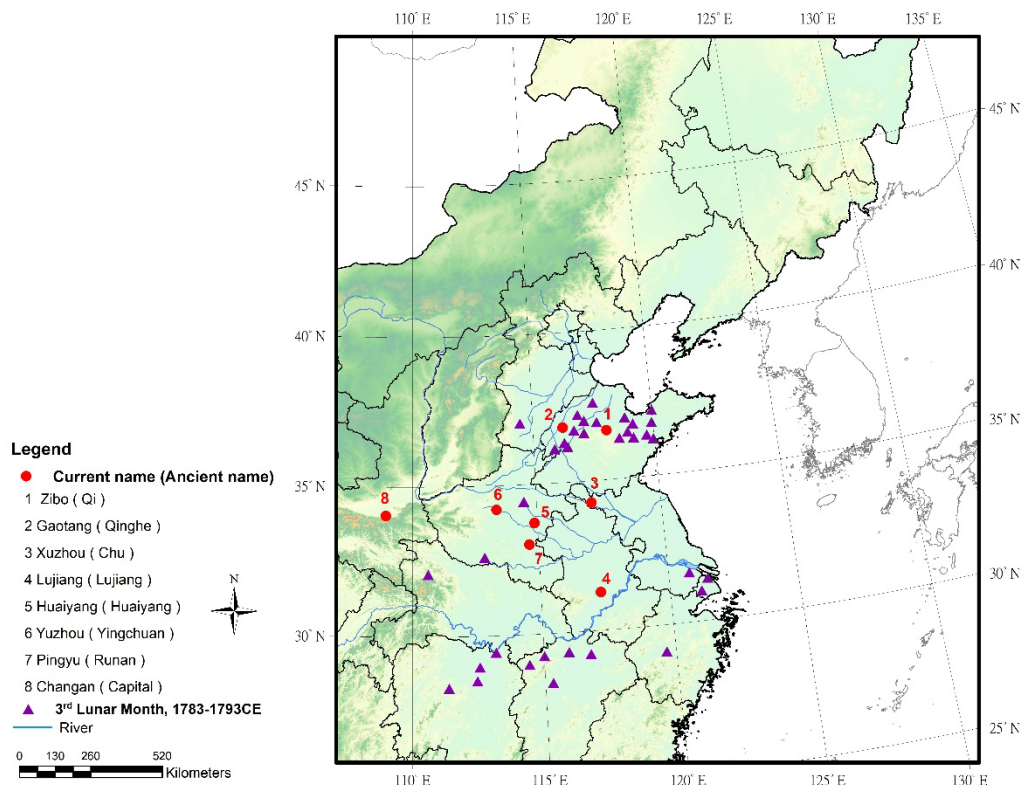 110° E 115° E 120° E 125° E 135° E
45° N
40° N
35° N
30° N
45° N
40° N
35° N
30° N
25° N
2 1
3
8 6
5
7
4
Legend
Current name (Ancient name)
1 Zibo ( Qi )
2 Gaotang ( Qinghe )
3 Xuzhou ( Chu )
4 Lujiang ( Lujiang )
5 Huaiyang ( Huaiyang )
6 Yuzhou ( Yingchuan )
7 Pingyu ( Runan )
8 Changan ( Capital )
3rd Lunar Month, 1783-1793CE
River
N
0 130 260 520
Kilometers
110° E 115° E 120° E 125° E 130° E